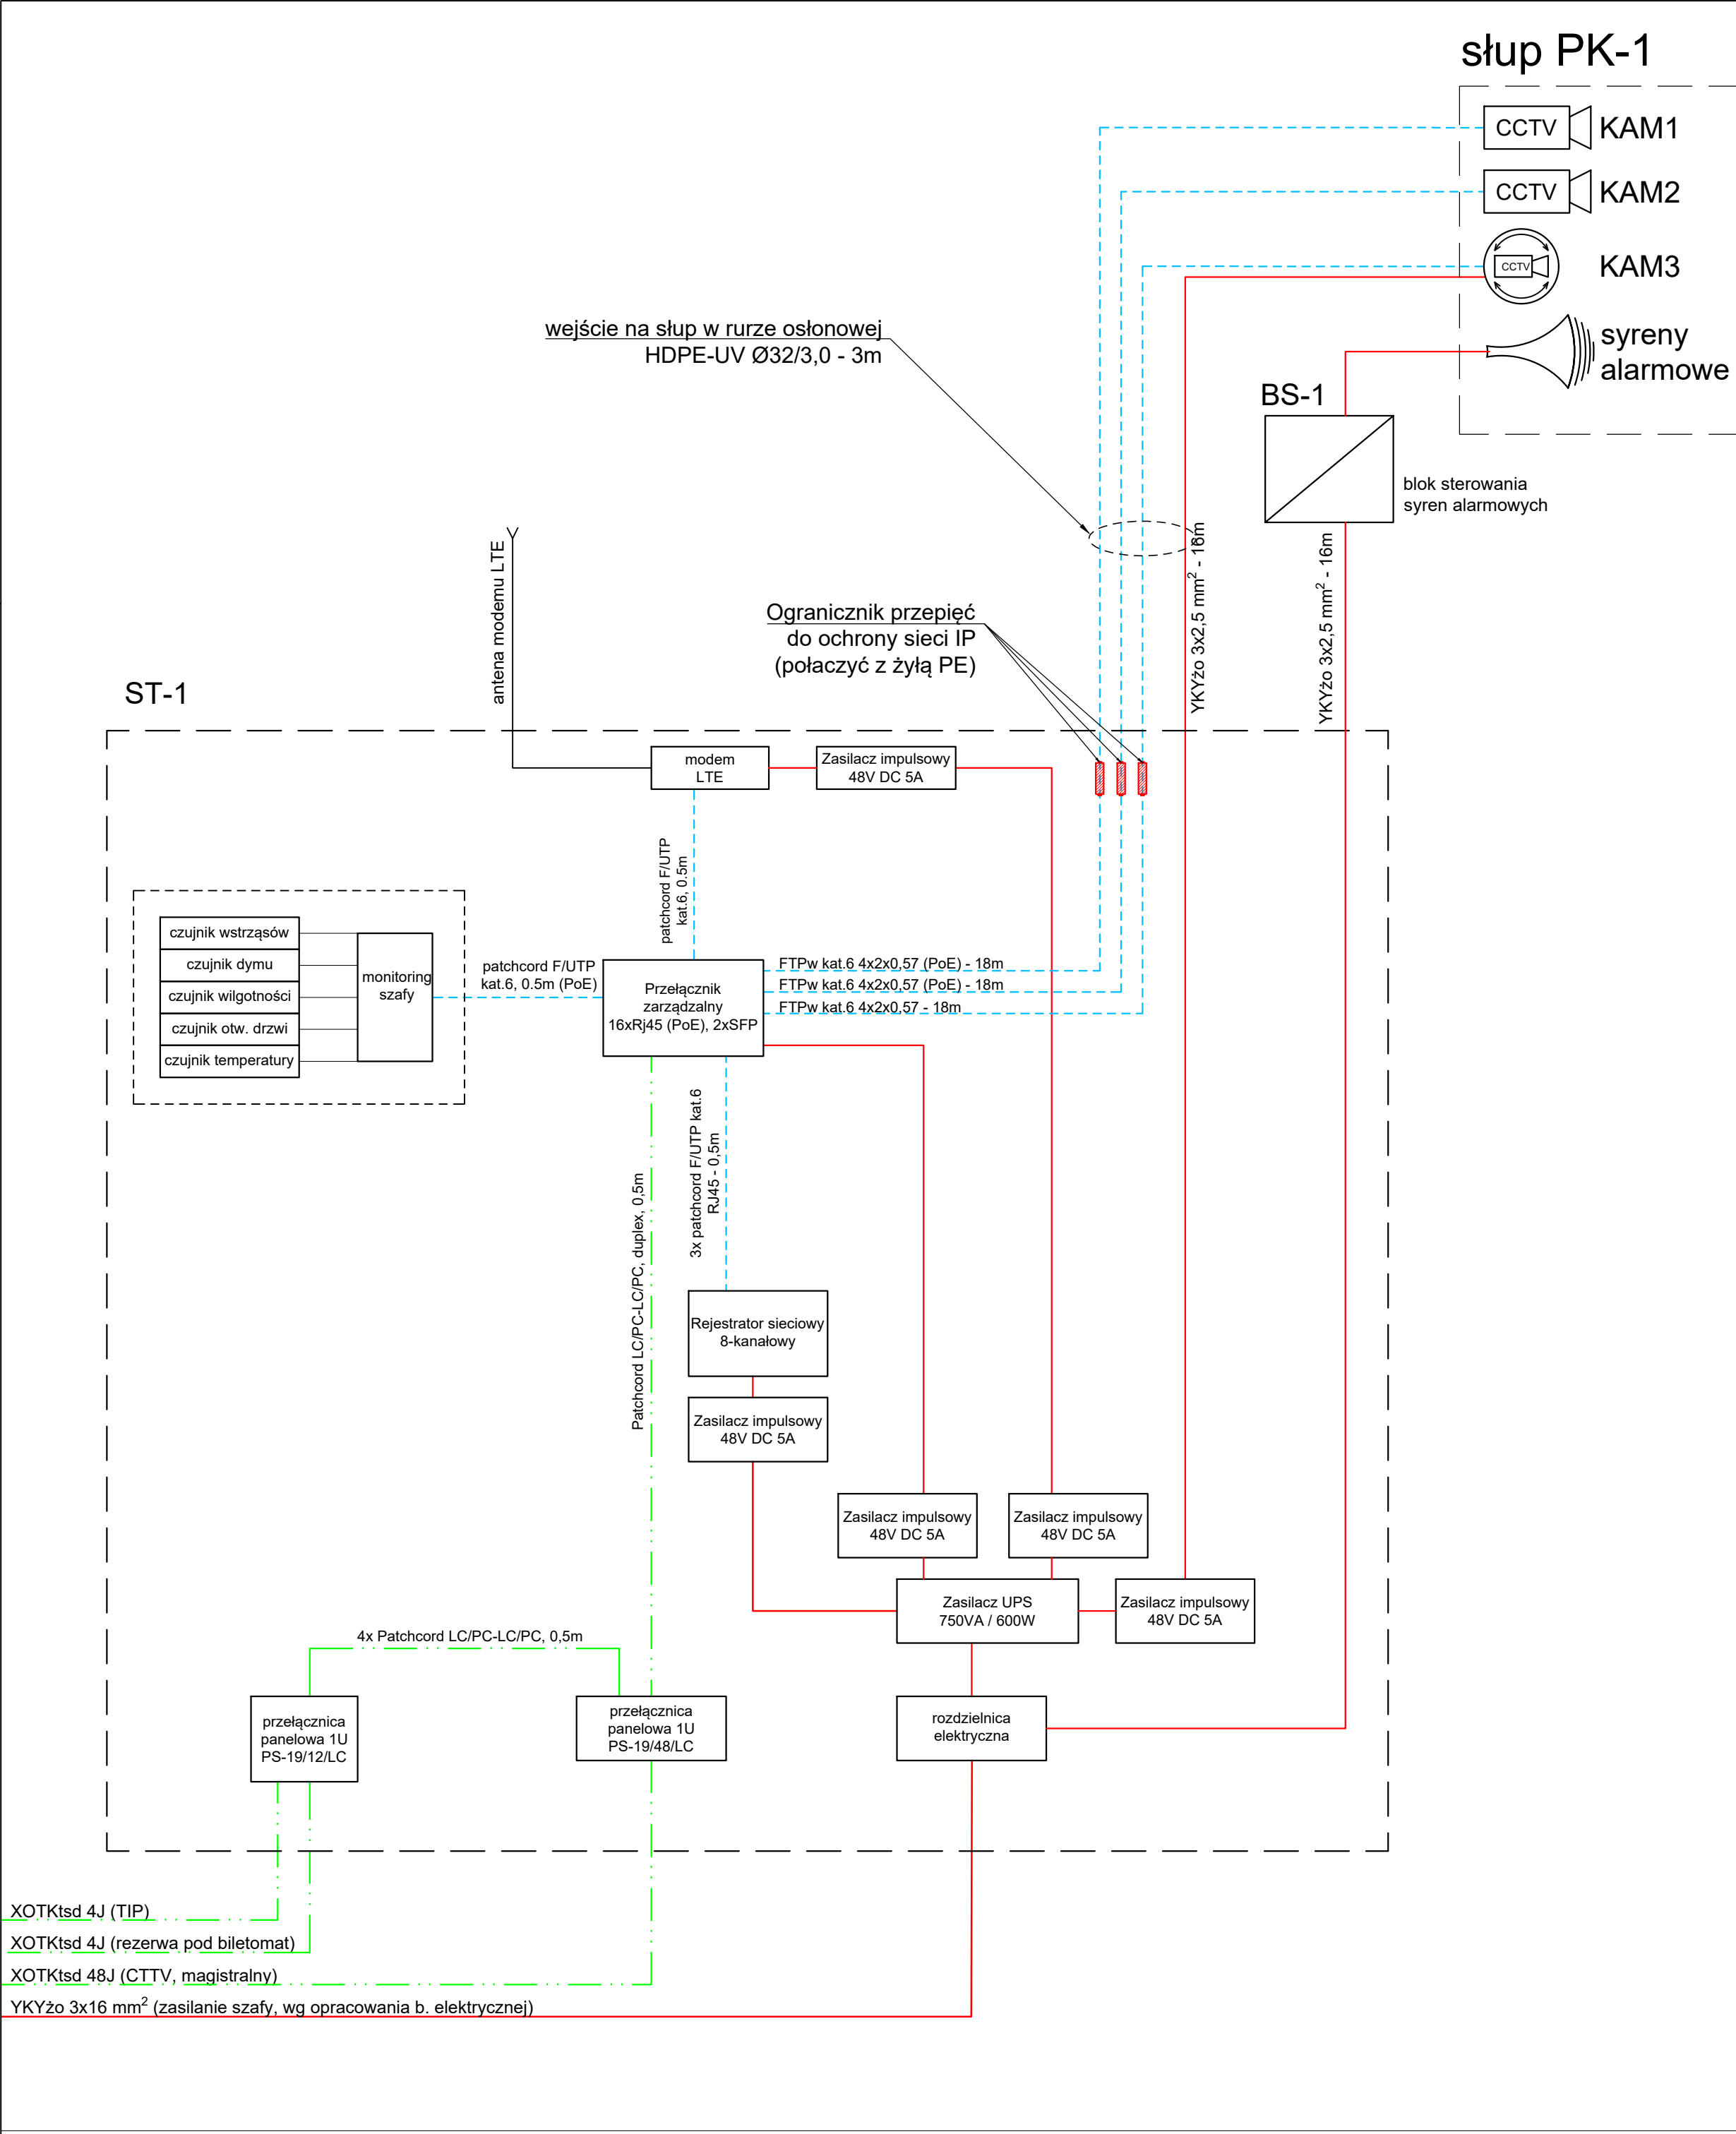 słup PK-1
CCTV
KAM1
CCTV
KAM2
CCTV
KAM3
syreny
alarmowe
wejście na słup w rurze osłonowej
HDPE-UV Ø32/3,0 - 3m
BS-1
blok sterowania
syren alarmowych
antena modemu LTE
YKYżo 3x2,5 mm² - 16m
YKYżo 3x2,5 mm² - 16m
Ogranicznik przepięć
do ochrony sieci IP
(połaczyć z żyłą PE)
ST-1
modem
LTE
Zasilacz impulsowy
48V DC 5A
patchcord F/UTP
kat.6, 0.5m
czujnik wstrząsów
czujnik dymu
czujnik wilgotności
czujnik otw. drzwi
czujnik temperatury
monitoring
szafy
patchcord F/UTP
kat.6, 0.5m (PoE)
Przełącznik
zarządzalny
16xRj45 (PoE), 2xSFP
FTPw kat.6 4x2x0,57 (PoE) - 18m
FTPw kat.6 4x2x0,57 (PoE) - 18m
FTPw kat.6 4x2x0,57 - 18m
3x patchcord F/UTP kat.6
RJ45 - 0,5m
Patchcord LC/PC-LC/PC, duplex, 0,5m
Rejestrator sieciowy
8-kanałowy
Zasilacz impulsowy
48V DC 5A
Zasilacz impulsowy
48V DC 5A
Zasilacz impulsowy
48V DC 5A
Zasilacz UPS
750VA / 600W
Zasilacz impulsowy
48V DC 5A
4x Patchcord LC/PC-LC/PC, 0,5m
przełącznica
panelowa 1U
PS-19/12/LC
przełącznica
panelowa 1U
PS-19/48/LC
rozdzielnica
elektryczna
XOTKtsd 4J (TIP)
XOTKtsd 4J (rezerwa pod biletomat)
XOTKtsd 48J (CTTV, magistralny)
YKYżo 3x16 mm² (zasilanie szafy, wg opracowania b. elektrycznej)